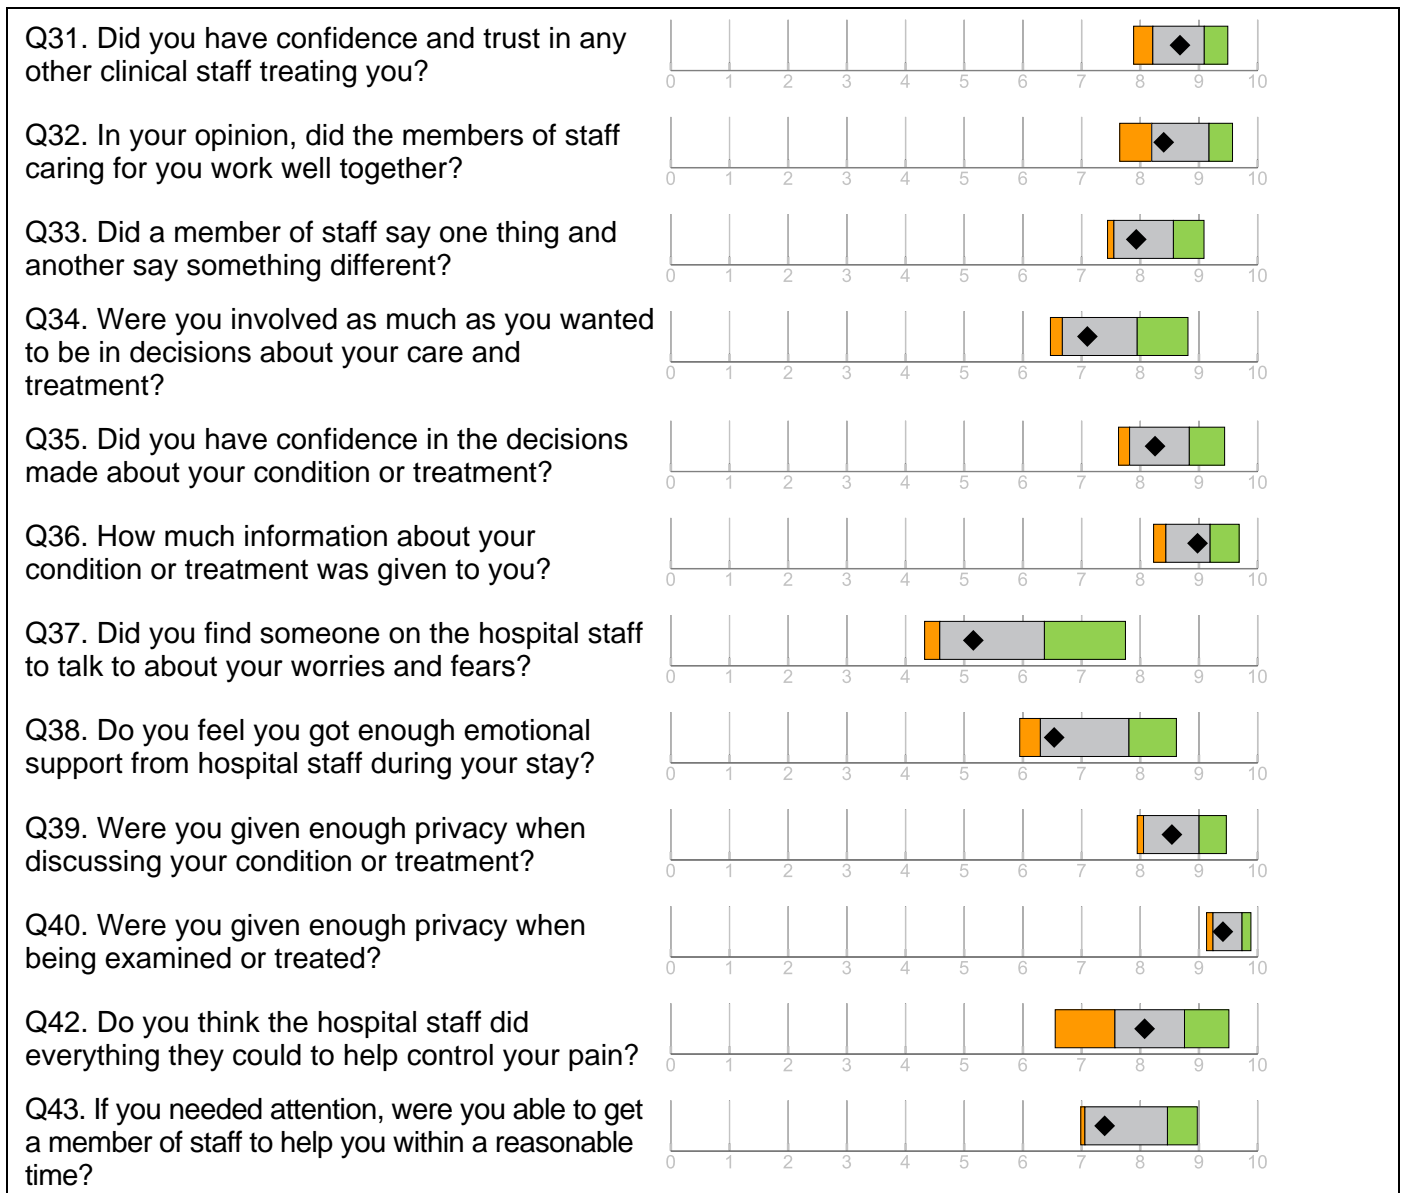 Q31. Did you have confidence and trust in any
other clinical staff treating you?
0 1 2 3 4 5 6 7 8 9 10
Q32. In your opinion, did the members of staff
caring for you work well together?
0 1 2 3 4 5 6 7 8 9 10
Q33. Did a member of staff say one thing and
another say something different?
0 1 2 3 4 5 6 7 8 9 10
Q34. Were you involved as much as you wanted
to be in decisions about your care and
treatment?
0 1 2 3 4 5 6 7 8 9 10
Q35. Did you have confidence in the decisions
made about your condition or treatment?
0 1 2 3 4 5 6 7 8 9 10
Q36. How much information about your
condition or treatment was given to you?
0 1 2 3 4 5 6 7 8 9 10
Q37. Did you find someone on the hospital staff
to talk to about your worries and fears?
0 1 2 3 4 5 6 7 8 9 10
Q38. Do you feel you got enough emotional
support from hospital staff during your stay?
0 1 2 3 4 5 6 7 8 9 10
Q39. Were you given enough privacy when
discussing your condition or treatment?
0 1 2 3 4 5 6 7 8 9 10
Q40. Were you given enough privacy when
being examined or treated?
0 1 2 3 4 5 6 7 8 9 10
Q42. Do you think the hospital staff did
everything they could to help control your pain?
0 1 2 3 4 5 6 7 8 9 10
Q43. If you needed attention, were you able to get
a member of staff to help you within a reasonable
time?
0 1 2 3 4 5 6 7 8 9 10